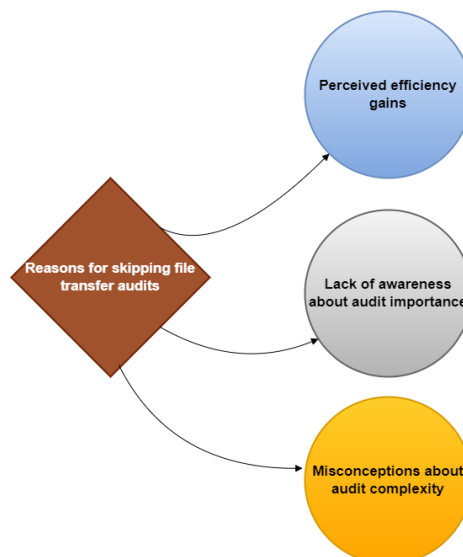 Perceived efficiency
gains
Reasons for skipping file
transfer audits
Lack of awareness
about audit importance
Misconceptions about
audit complexity